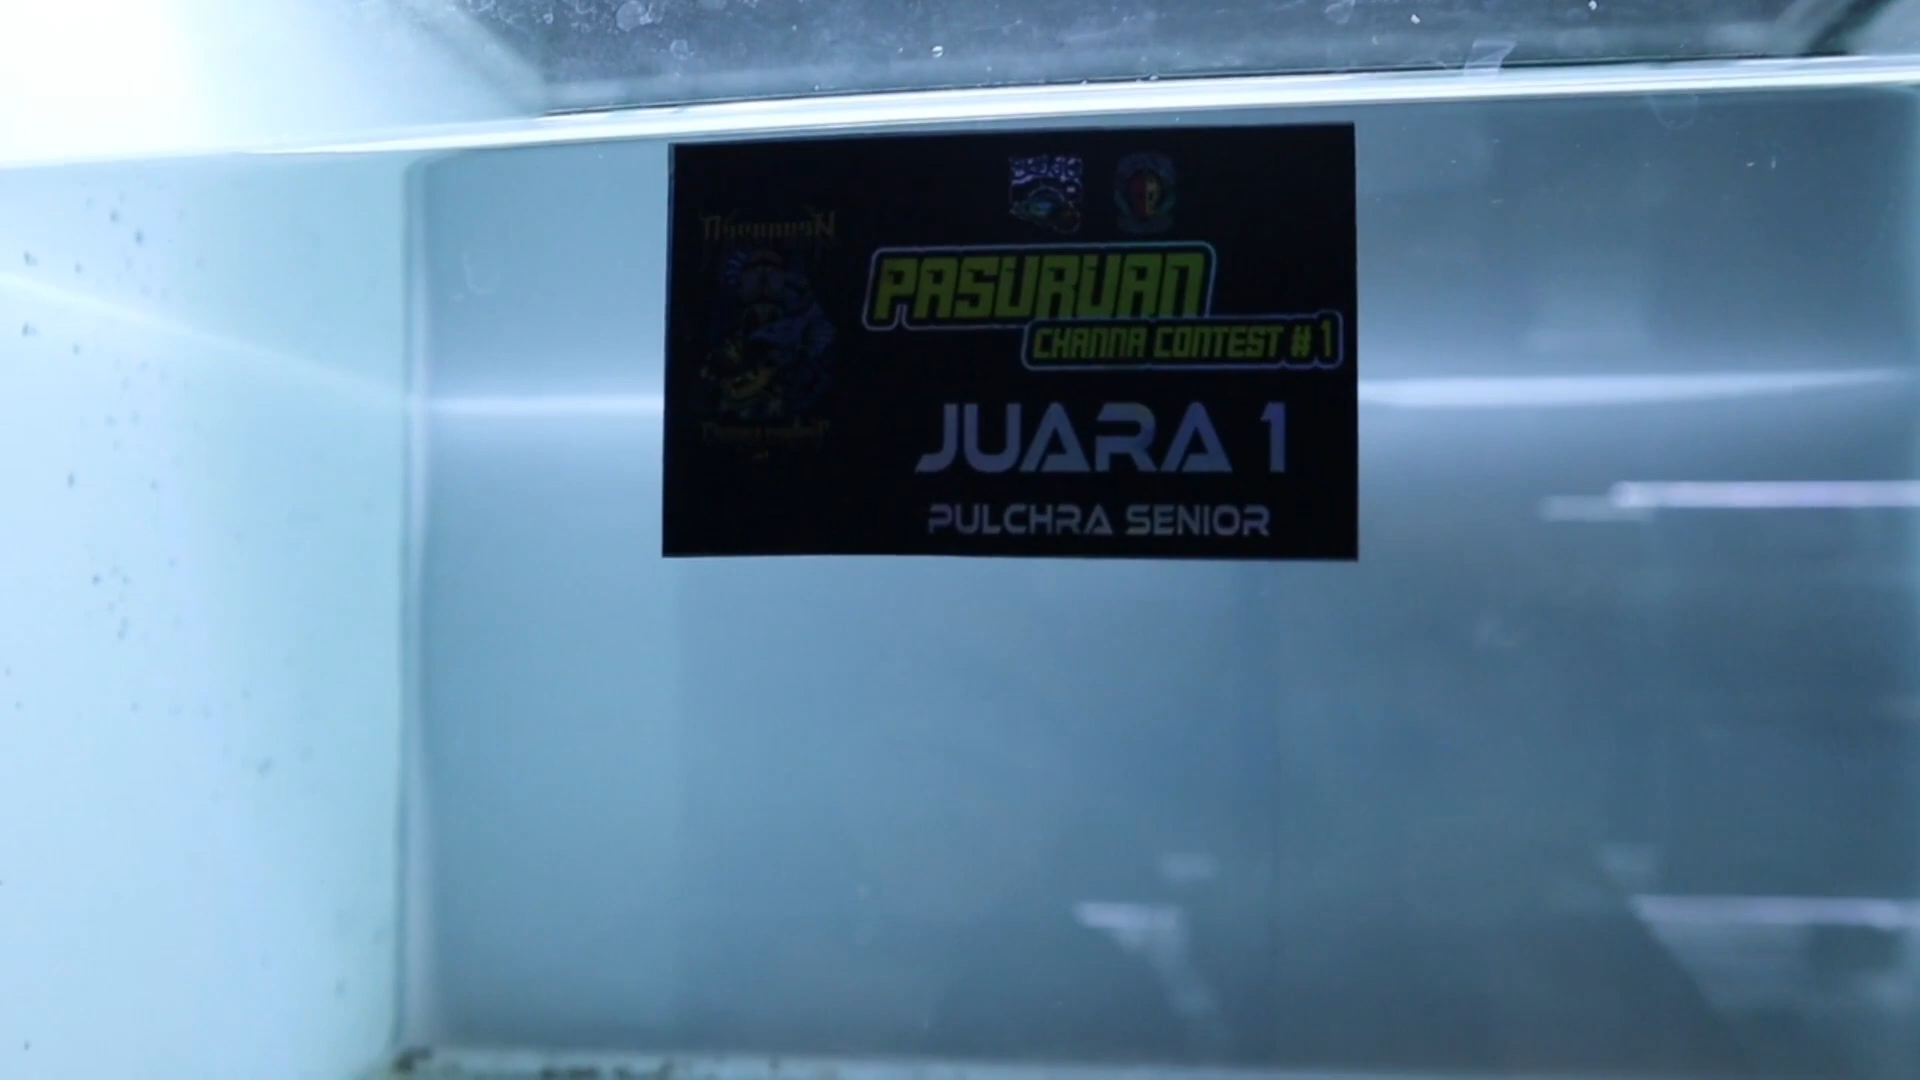 PASURUAN
CHANNA CONTEST #1
JUARA 1
PULCHRA SENIOR